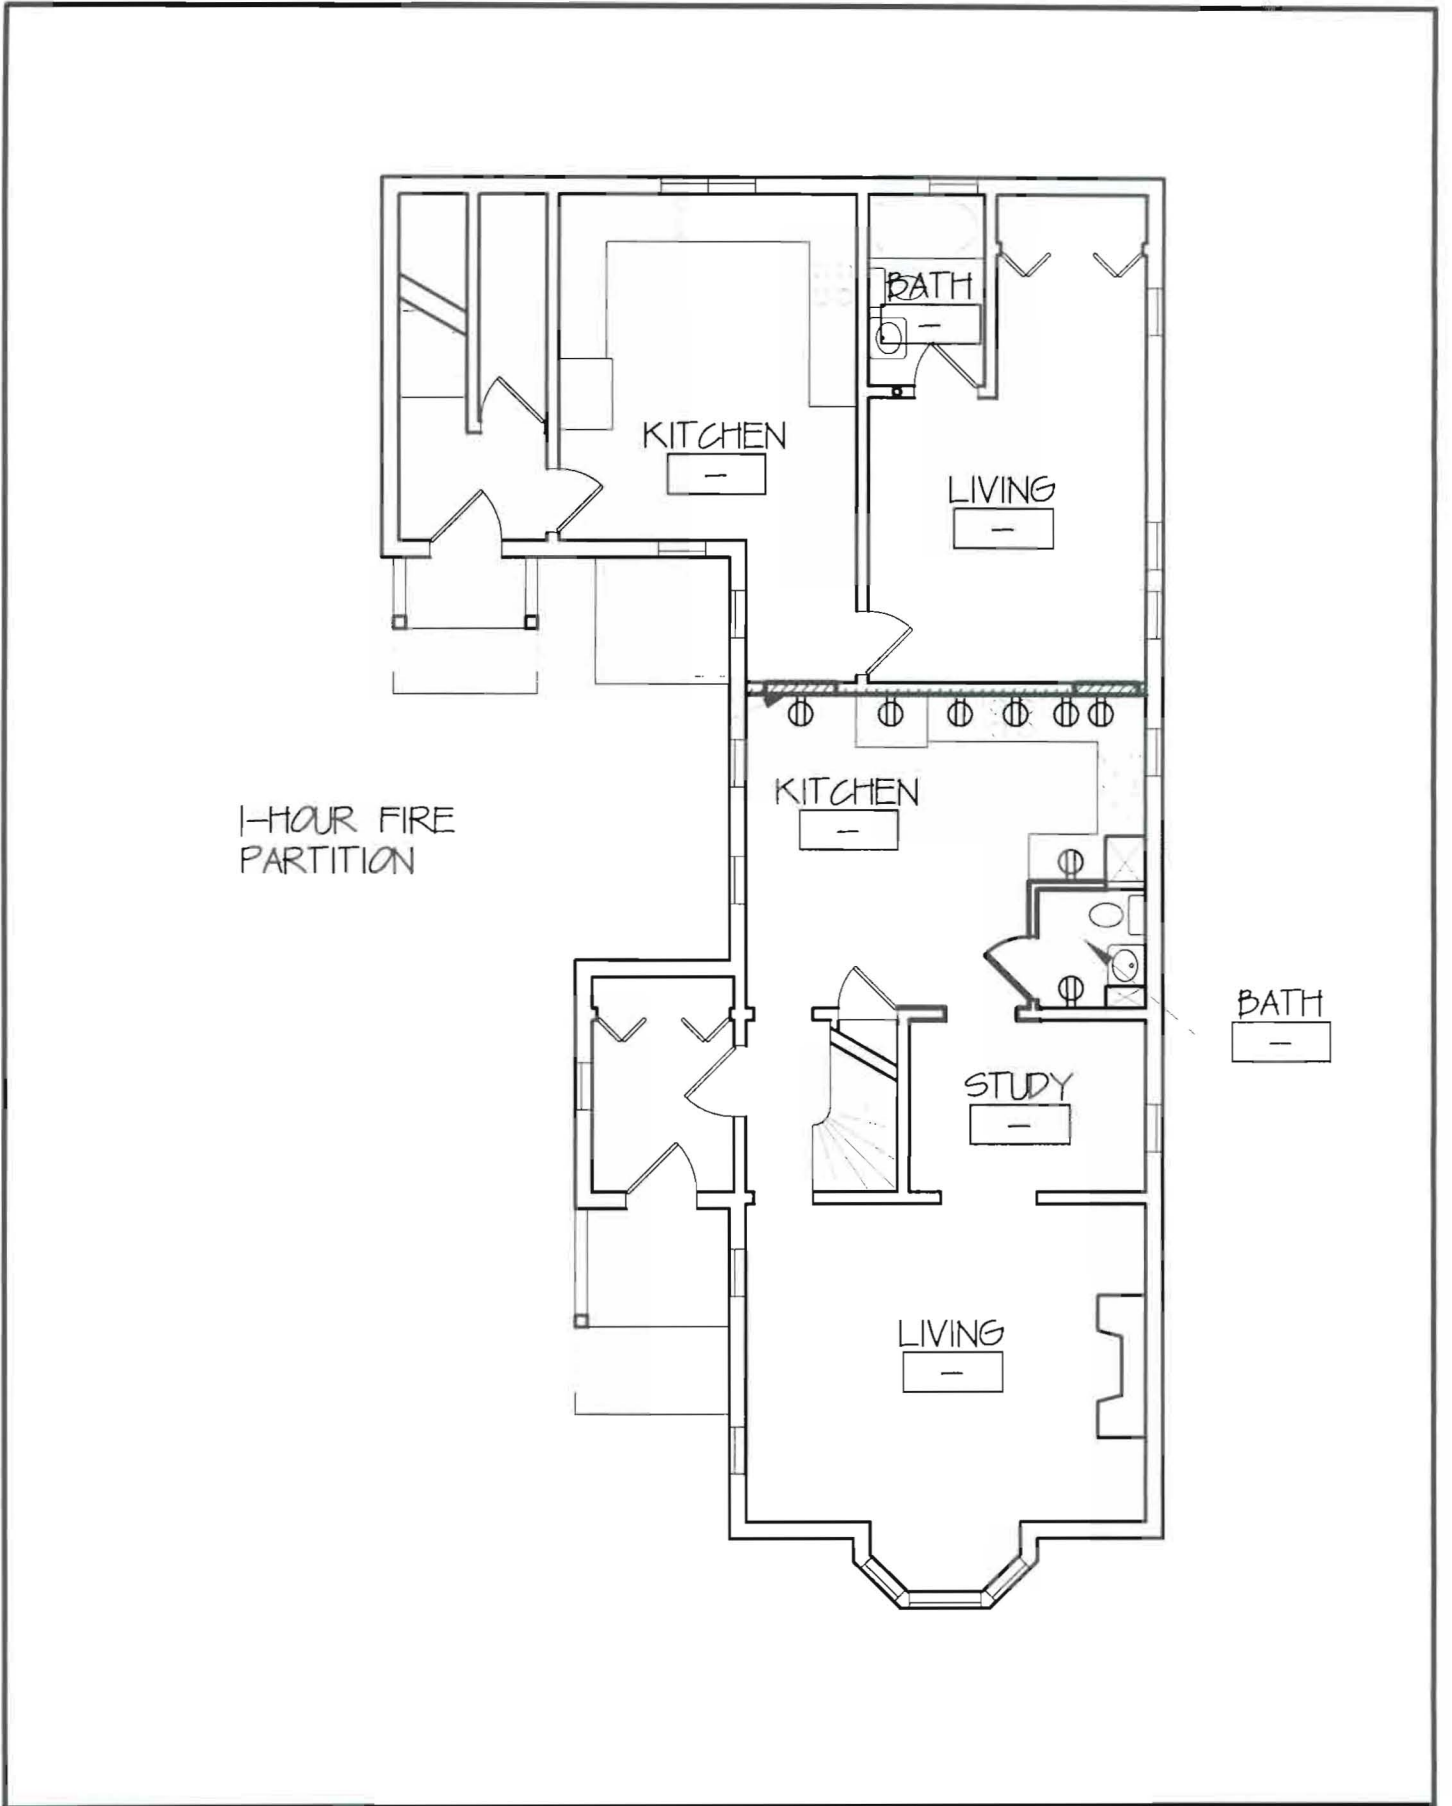 BATH
—
KITCHEN
—
LIVING
—
KITCHEN
—
1-HOUR FIRE
PARTITION
BATH
—
STUDY
—
LIVING
—